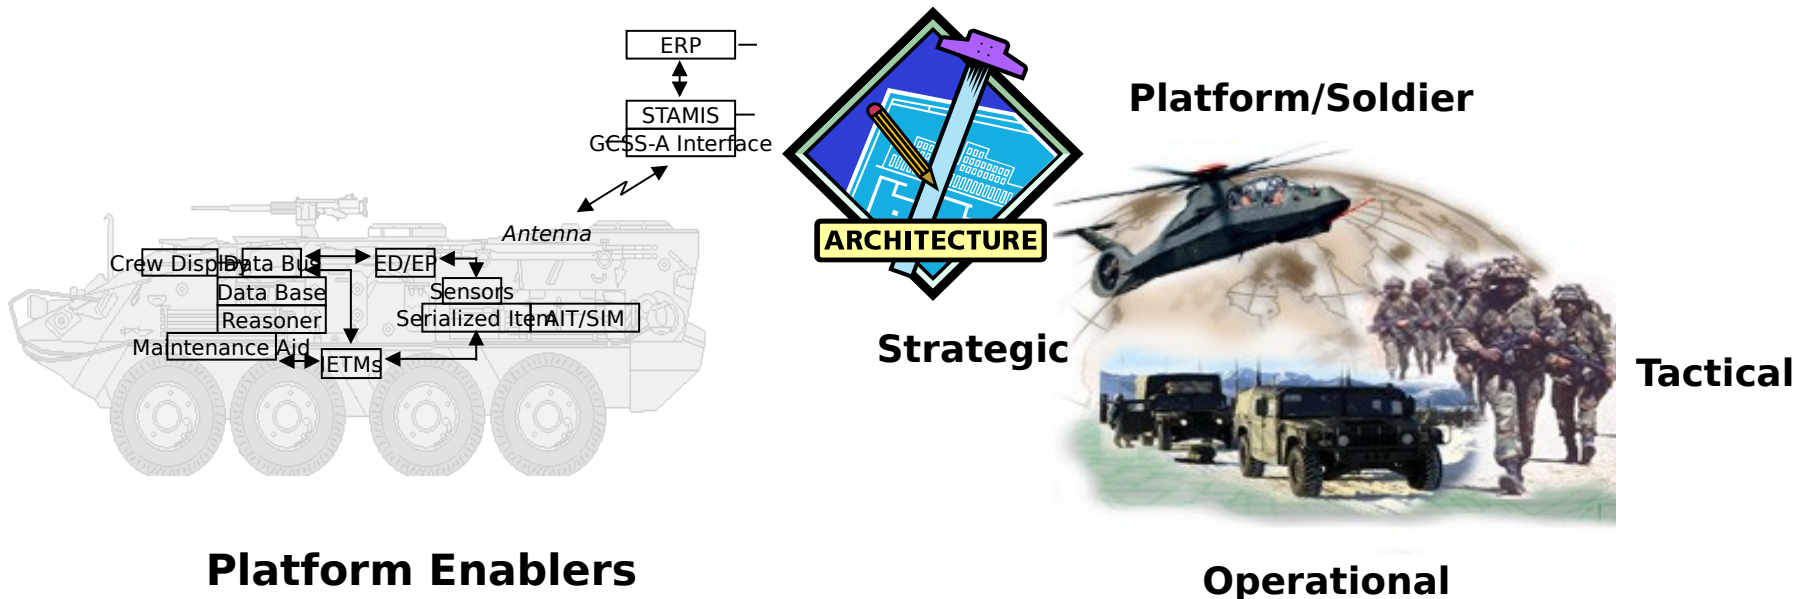 ERP
STAMIS
GCSS-A Interface
Antenna
Crew Display
Data Bus
ED/EP
Data Base
Sensors
Reasoner
Serialized Item
AIT/SIM
Maintenance Aid
IETMs
Platform Enablers
ARCHITECTURE
Platform/Soldier
Strategic
Tactical
Operational